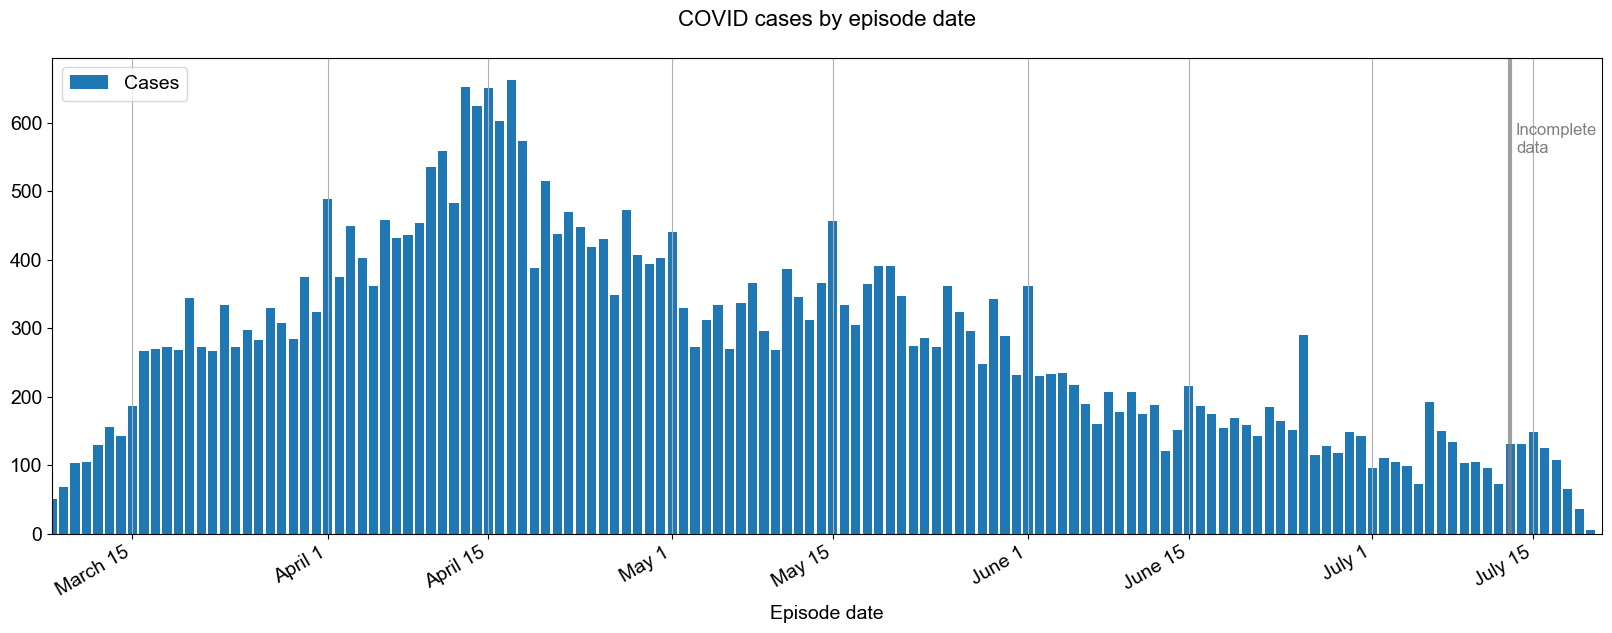 COVID cases by episode date
Cases
Incomplete
data
600
500
400
300
200
100
0
March 15
April 1
April 15
May 1
May 15
June 1
June 15
July 1
July 15
Episode date